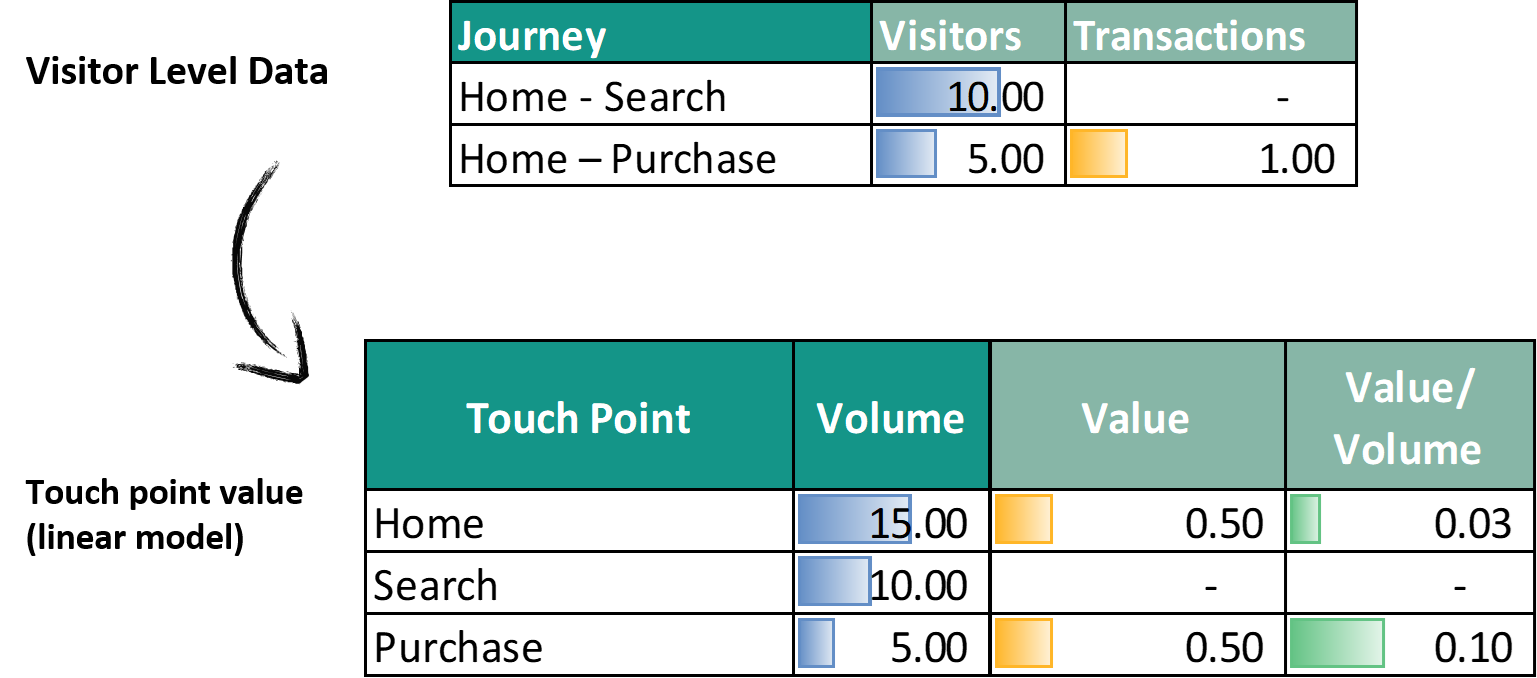 Visitor Level Data
Journey Visitors Transactions
Home - Search 10.00 -
Home – Purchase 5.00 1.00
Touch point value
(linear model)
Touch Point Volume Value Value/
Volume
Home 15.00 0.50 0.03
Search 10.00 - -
Purchase 5.00 0.50 0.10